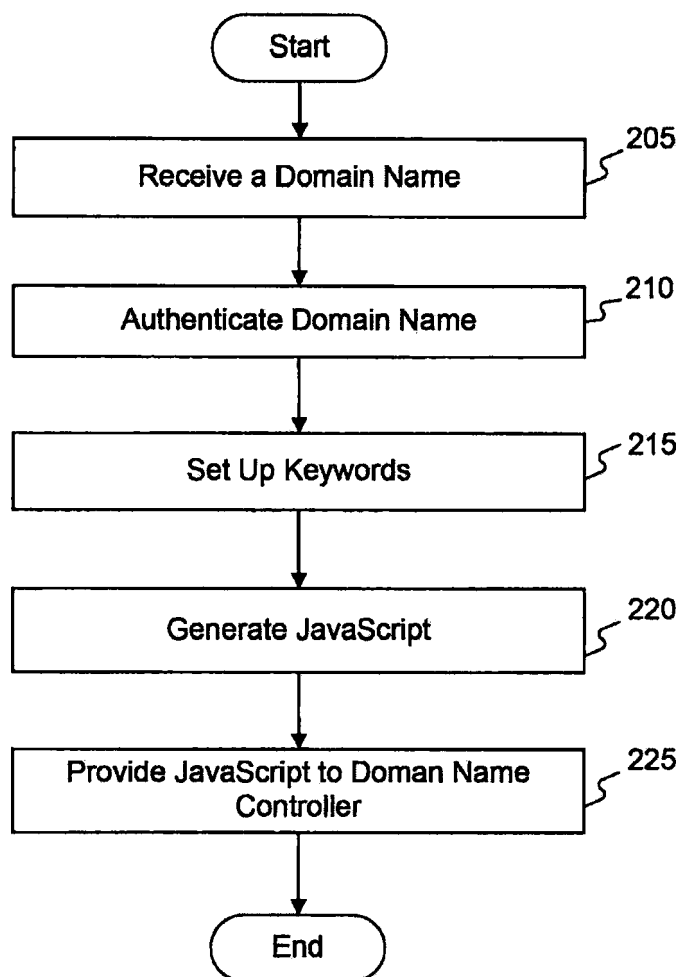 Start
205
Receive a Domain Name
210
Authenticate Domain Name
215
Set Up Keywords
220
Generate JavaScript
225
Provide JavaScript to Doman Name
Controller
End